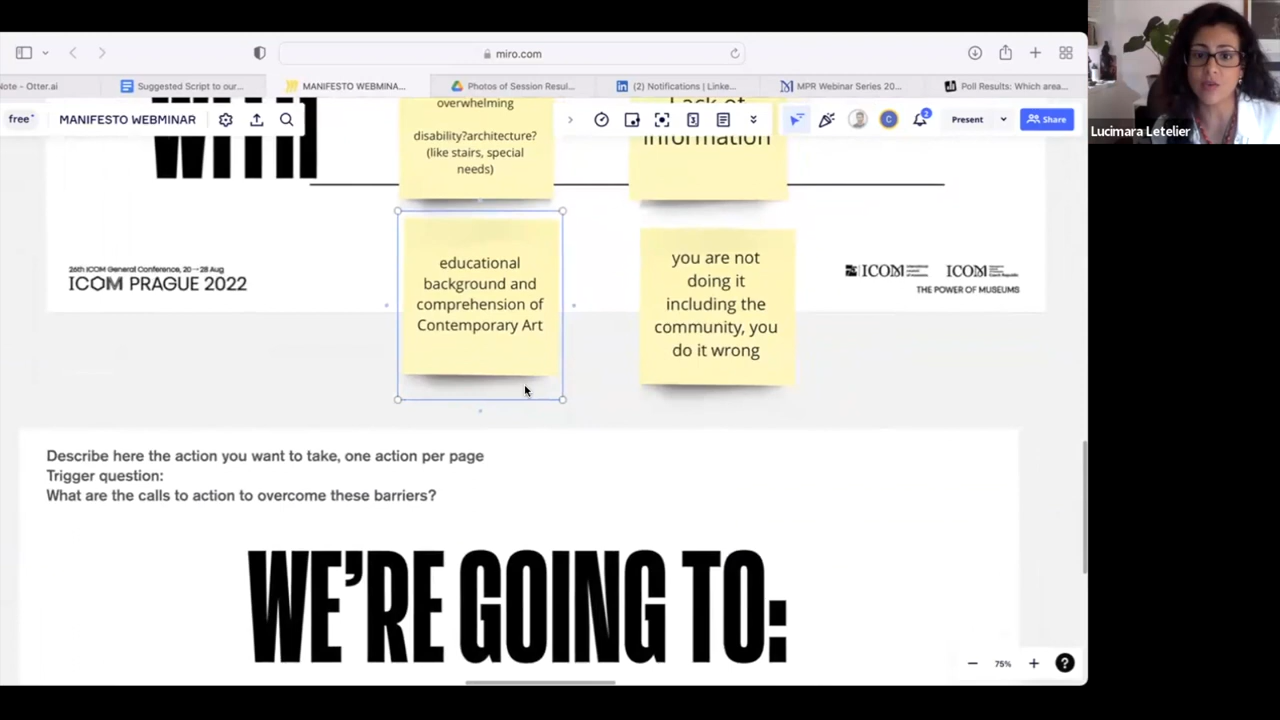 miro.com
Note - Otter.ai
Suggested Script to our...
MANIFESTO WEBMINA...
Photos of Session Resul...
(2) Notifications | Linke...
MPR Webinar Series 20...
Poll Results: Which area...
free
MANIFESTO WEBMINAR
2
C
Present
Share
Lucimara Letelier
WITH
overwhelming
disability?architecture?
(like stairs, special
needs)
Lack of
information
26th ICOM General Conference, 20—28 Aug
ICOM PRAGUE 2022
educational
background and
comprehension of
Contemporary Art
you are not
doing it
including the
community, you
do it wrong
ICOM
ICOM
THE POWER OF MUSEUMS
Describe here the action you want to take, one action per page
Trigger question:
What are the calls to action to overcome these barriers?
WE'RE GOING TO:
75%